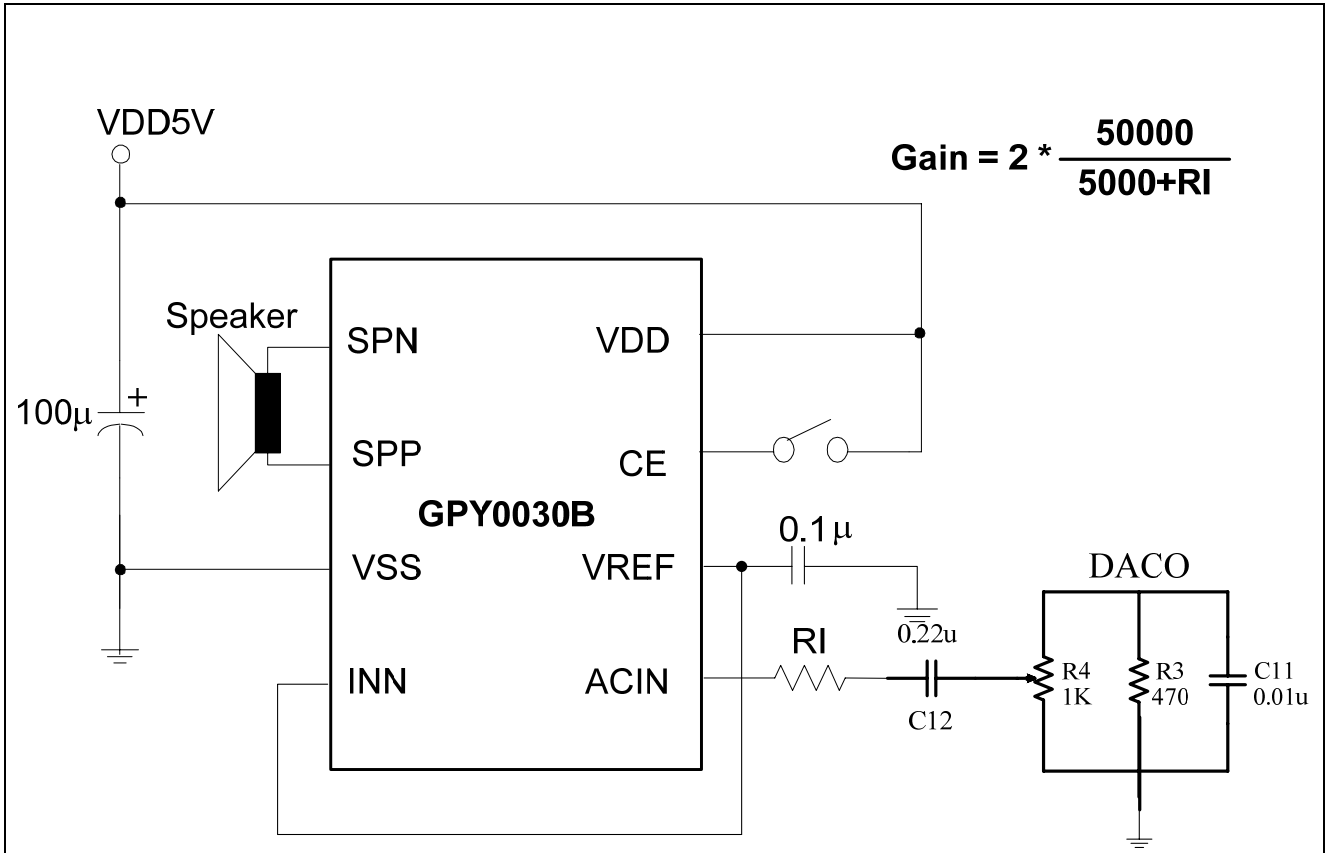 VDD5V
Gain = 2 * 50000
5000+RI
Speaker
SPN
VDD
100μ
+
SPP
CE
GPY0030B
0.1μ
VSS
VREF
DACO
0.22u
RI
INN
ACIN
R4
1K
R3
470
C11
0.01u
C12